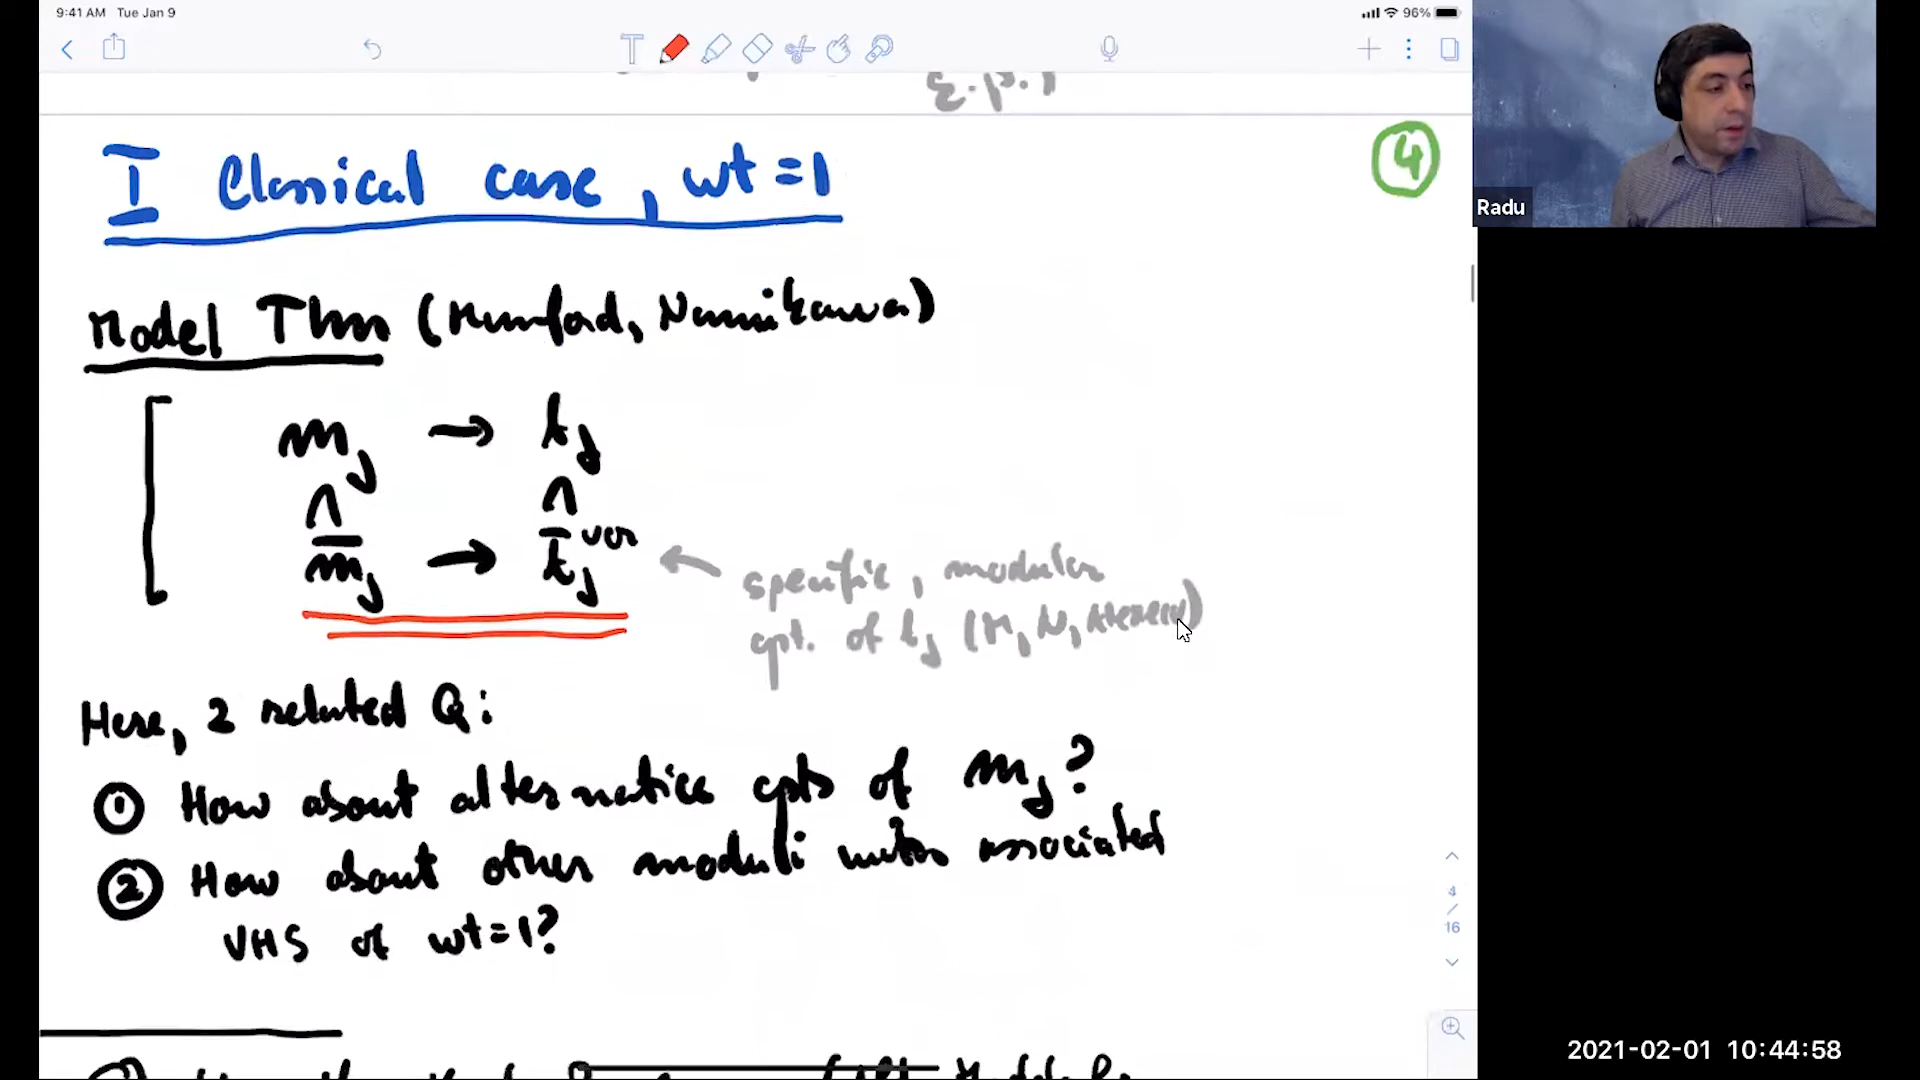 9:41 AM Tue Jan 9
96%
I Classical case, wt=1
4
Model Thm (Mumford, Namikawa)
M_g → A_g
∩ ∩
M̄_g → Ā_g^Vor
specific, modular
cpt. of A_g (M, N, Alexeev)
Here, 2 related Q:
① How about alternatice cpts of M_g?
② How about other moduli associated
VHS of wt=1?
Radu
4
/
16
2021-02-01 10:44:58